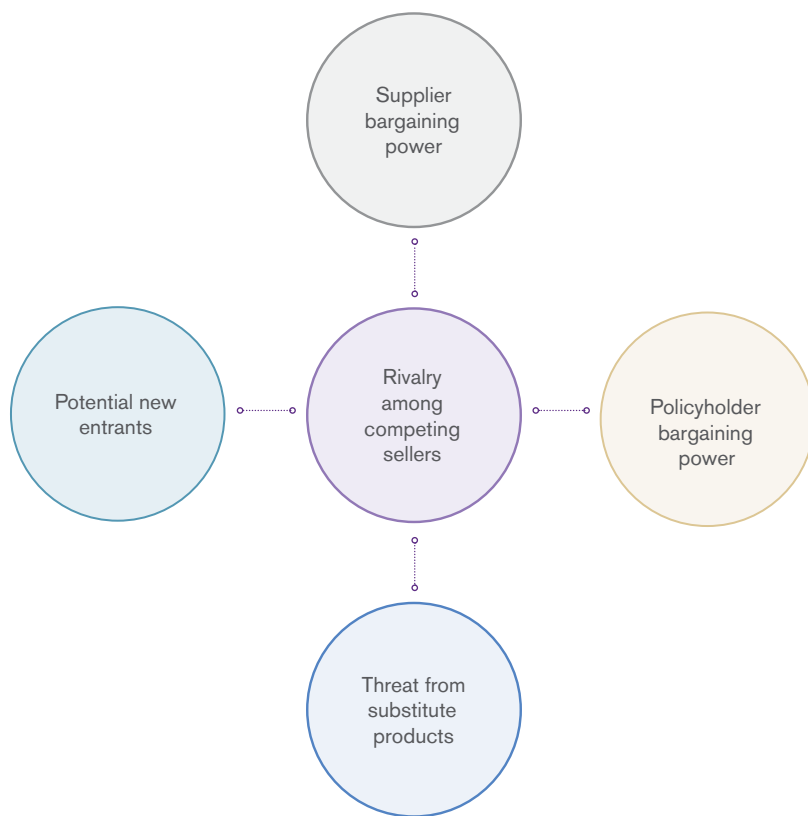 Supplier
bargaining
power
Potential new
entrants
Rivalry
among
competing
sellers
Policyholder
bargaining
power
Threat from
substitute
products